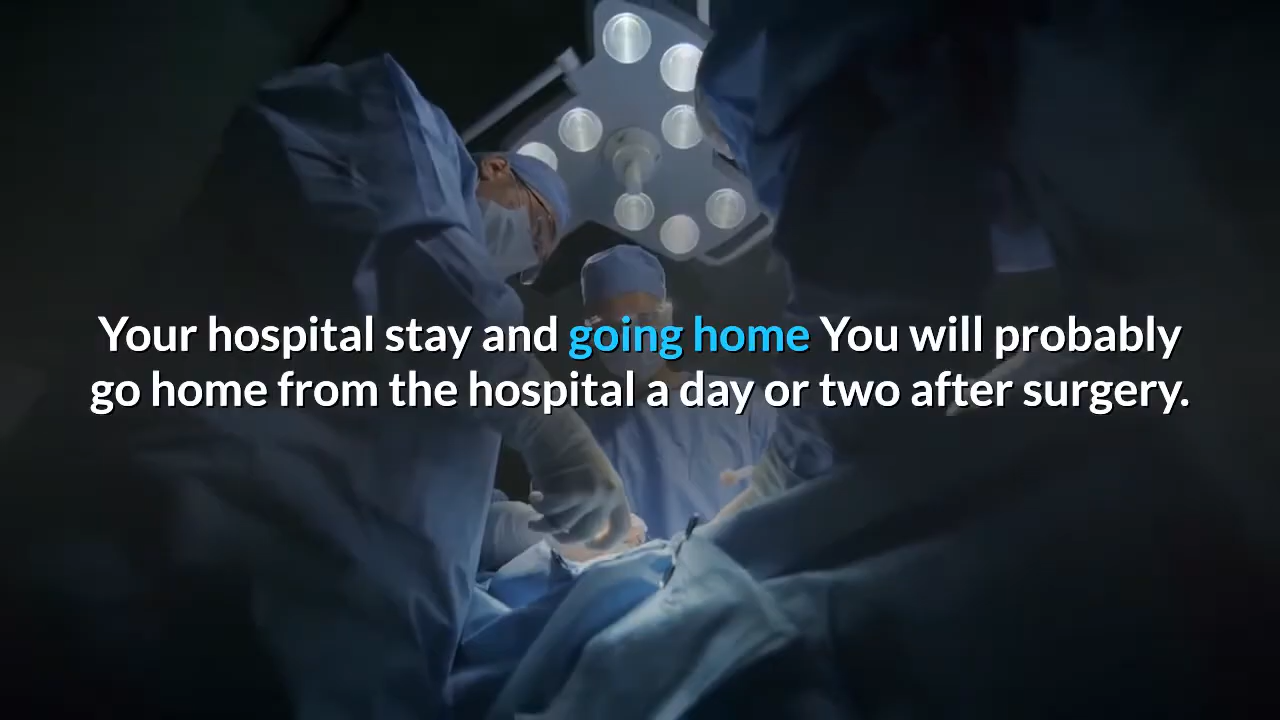 Your hospital stay and going home You will probably
go home from the hospital a day or two after surgery.